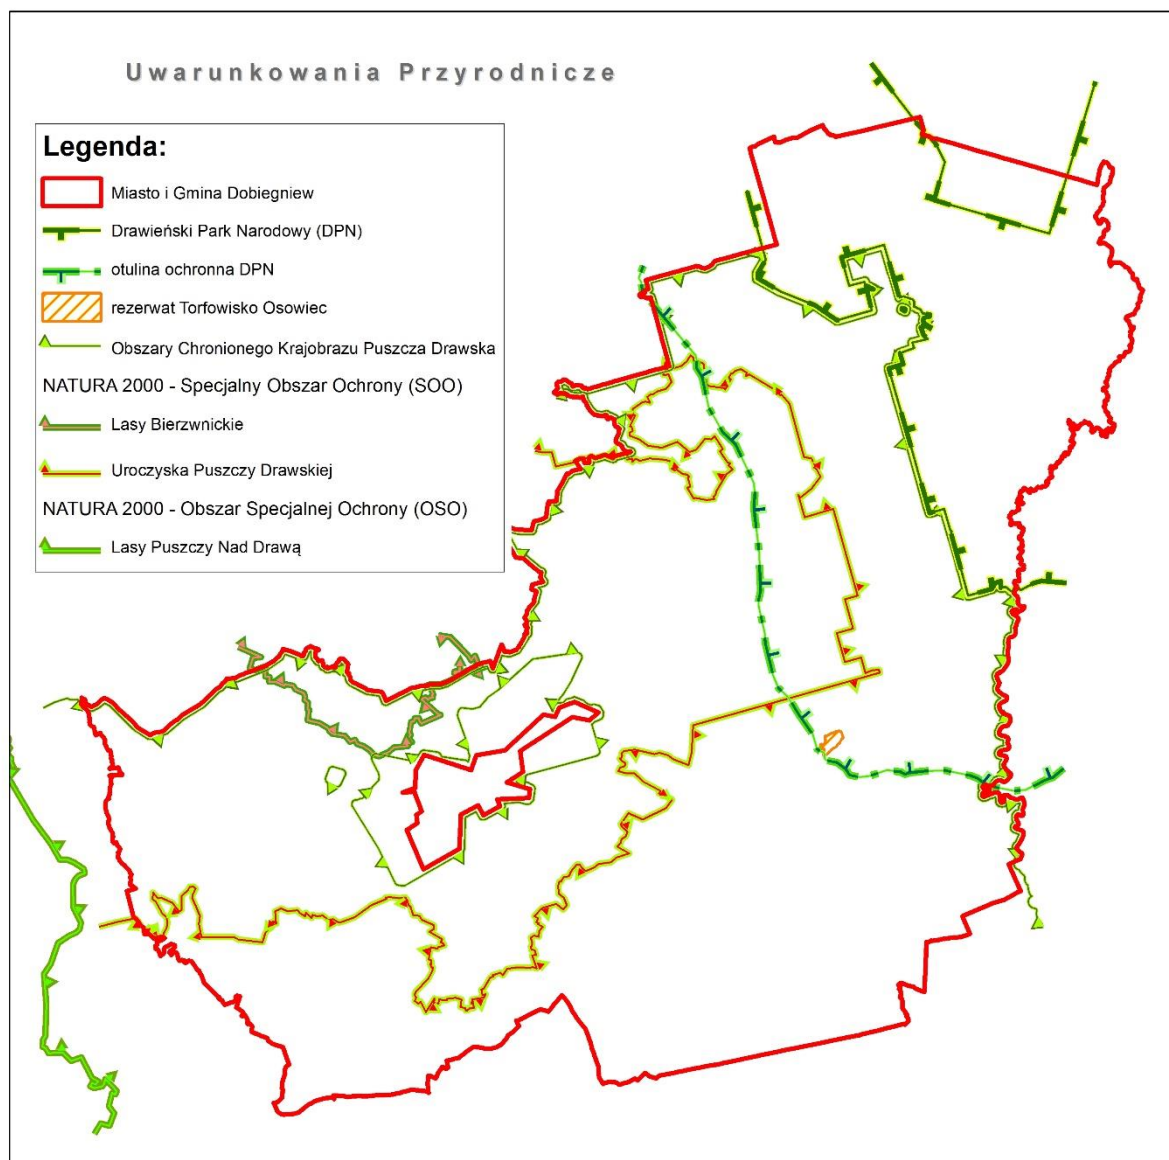 Uwarunkowania Przyrodnicze
Legenda:
Miasto i Gmina Dobiegniew
Drawieński Park Narodowy (DPN)
otulina ochronna DPN
rezerwat Torfowisko Osowiec
Obszary Chronionego Krajobrazu Puszcza Drawska
NATURA 2000 - Specjalny Obszar Ochrony (SOO)
Lasy Bierzwnickie
Uroczyska Puszczy Drawskiej
NATURA 2000 - Obszar Specjalnej Ochrony (OSO)
Lasy Puszczy Nad Drawą